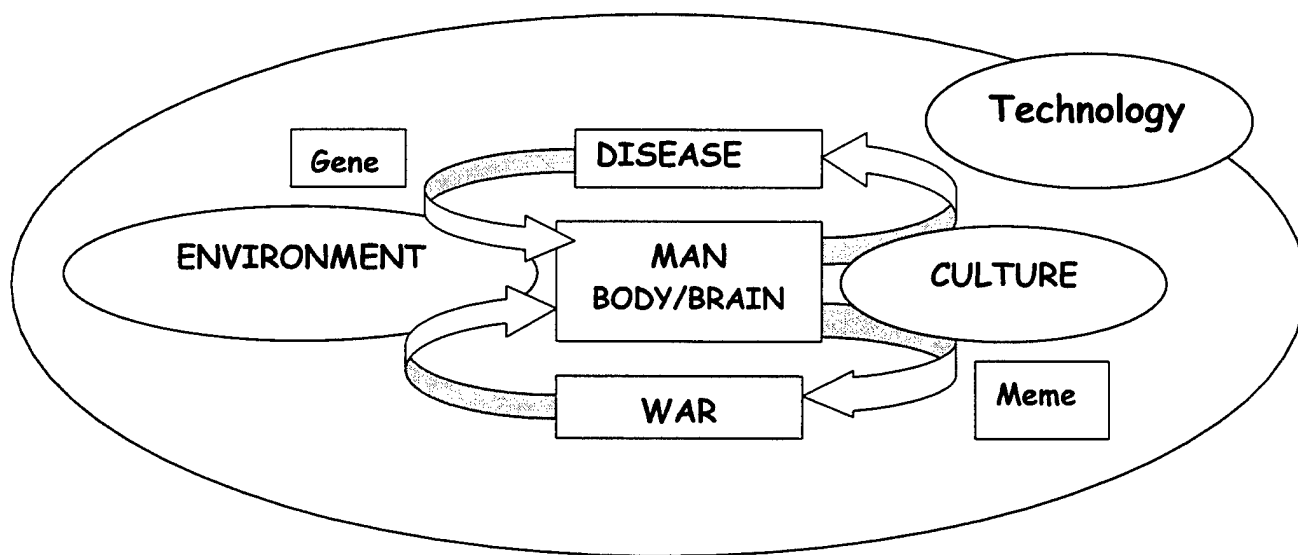 Technology
Gene
DISEASE
ENVIRONMENT
MAN
BODY/BRAIN
CULTURE
WAR
Meme